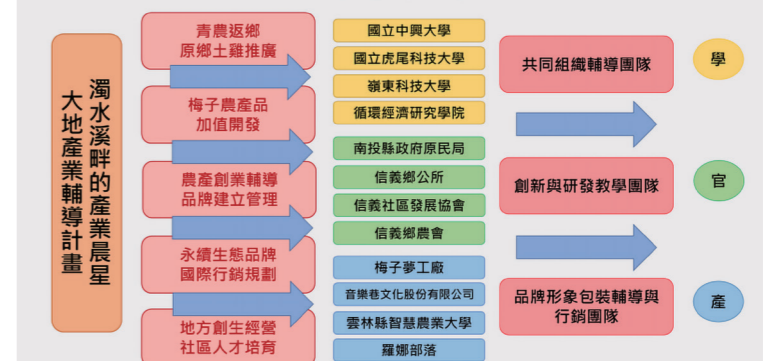 濁水溪畔的產業晨星
大地產業輔導計畫
青農返鄉
原鄉土雞推廣
梅子農產品
加值開發
農產創業輔導
品牌建立管理
永續生態品牌
國際行銷規劃
地方創生經營
社區人才培育
國立中興大學
國立虎尾科技大學
嶺東科技大學
循環經濟研究學院
南投縣政府原民局
信義鄉公所
信義社區發展協會
信義鄉農會
梅子夢工廠
音樂巷文化股份有限公司
雲林縣智慧農業大學
羅娜部落
共同組織輔導團隊
創新與研發教學團隊
品牌形象包裝輔導與
行銷團隊
學
官
產